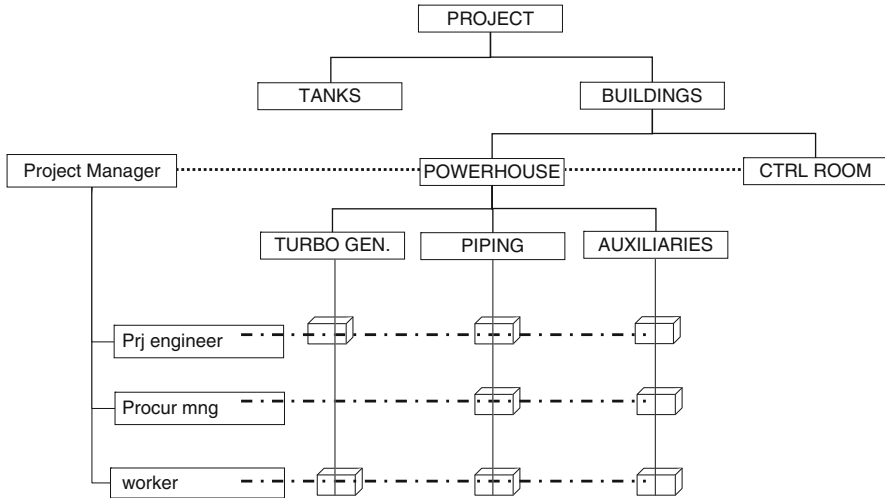 PROJECT
TANKS
BUILDINGS
Project Manager
POWERHOUSE
CTRL ROOM
TURBO GEN.
PIPING
AUXILIARIES
Prj engineer
Procur mng
worker